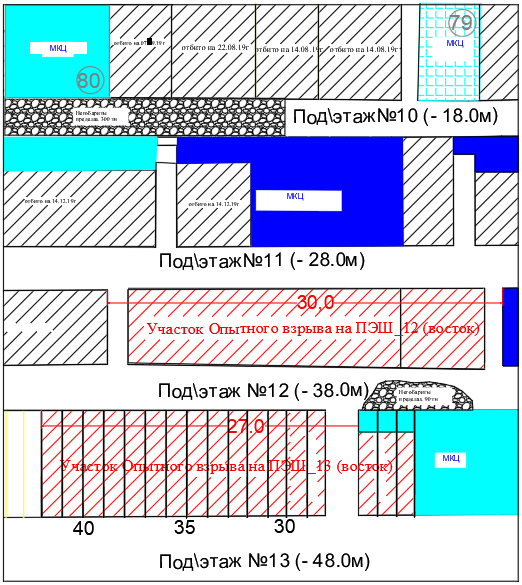 79
МКЦ
МКЦ
отбито на 22.08.19г
отбито на 14.08.19г
отбито на 14.08.19г
80
Негабариты
Под\этаж№10 (- 18.0м)
отбито на 14.12.19г
отбито на 14.12.19г
МКЦ
Под\этаж№11 (- 28.0м)
30,0
Участок Опытного взрыва на ПЭШ_12 (восток)
Под\этаж №12 (- 38.0м)
Негабариты
27.0
Участок Опытного взрыва на ПЭШ_13 (восток)
МКЦ
40
35
30
Под\этаж №13 (- 48.0м)